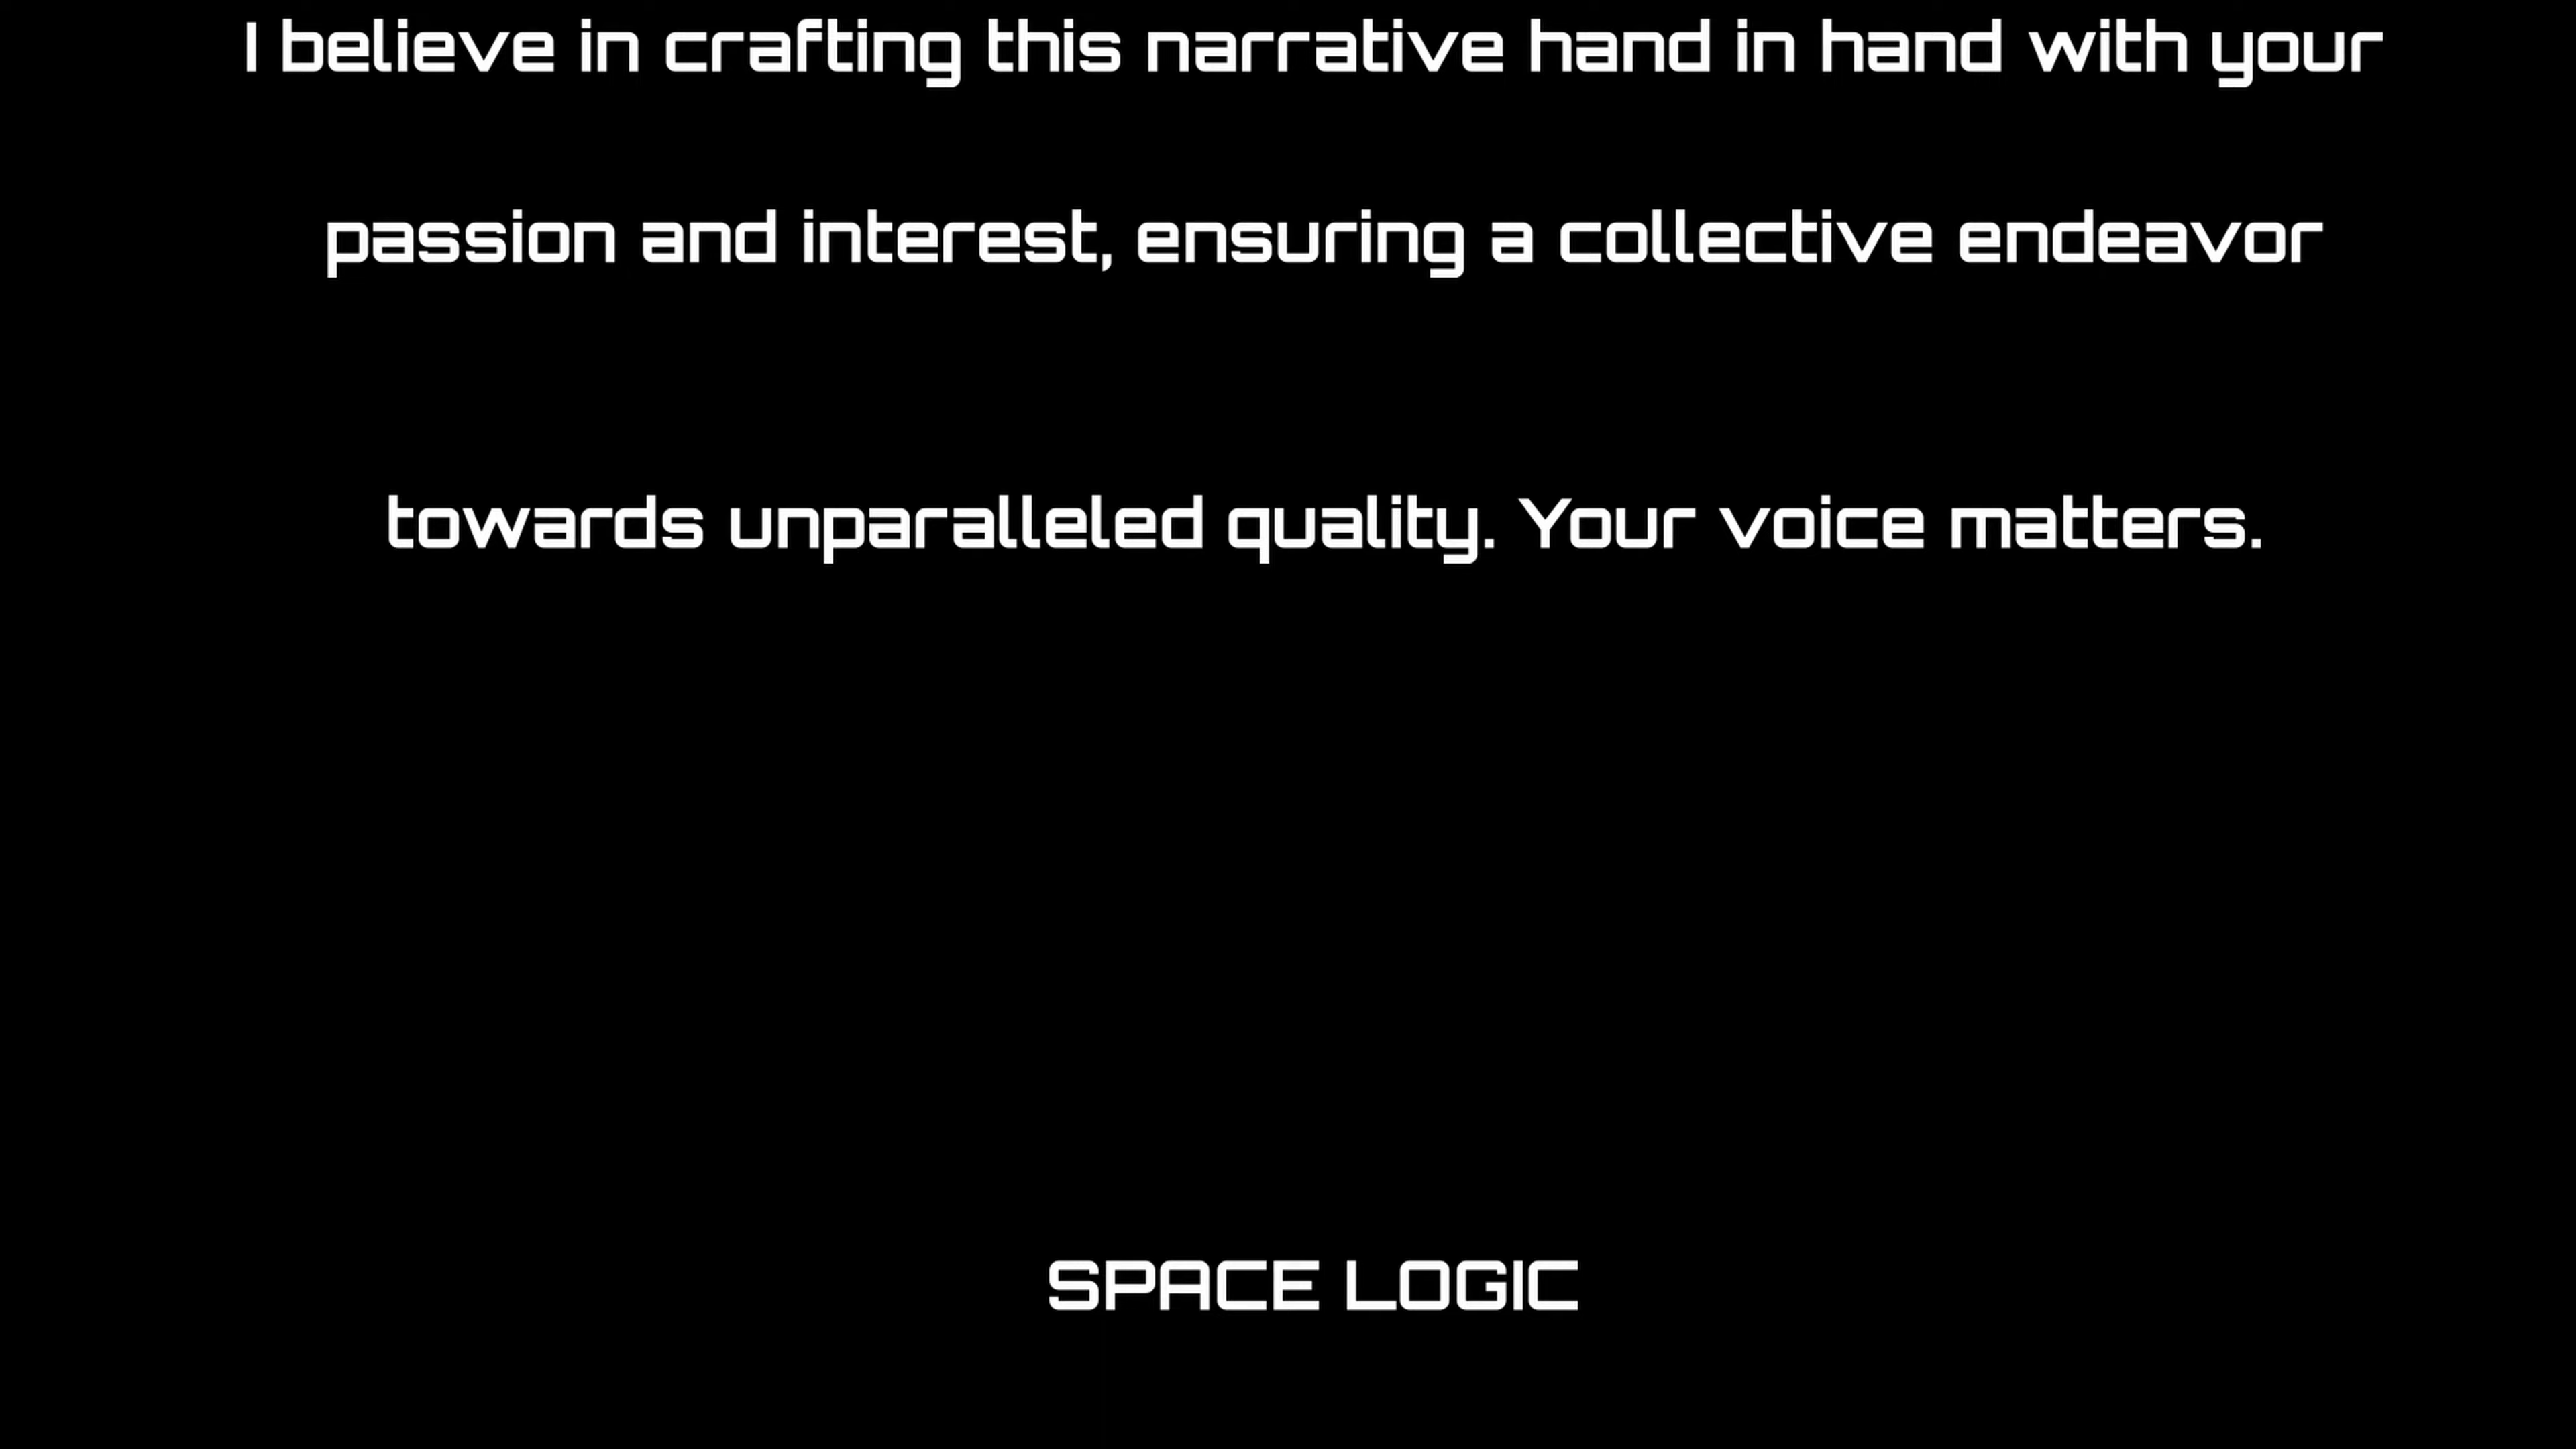 I believe in crafting this narrative hand in hand with your
passion and interest, ensuring a collective endeavor
towards unparalleled quality. Your voice matters.
SPACE LOGIC